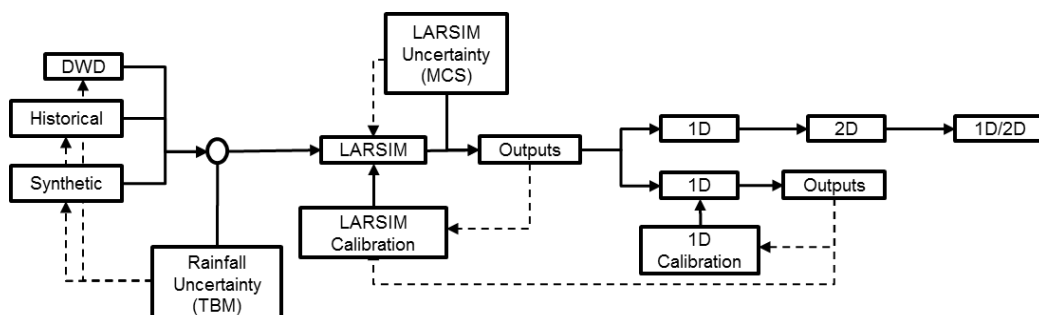 LARSIM
Uncertainty
(MCS)
DWD
Historical
Synthetic
Rainfall
Uncertainty
(TBM)
LARSIM
Outputs
LARSIM
Calibration
1D
2D
1D/2D
1D
Outputs
1D
Calibration